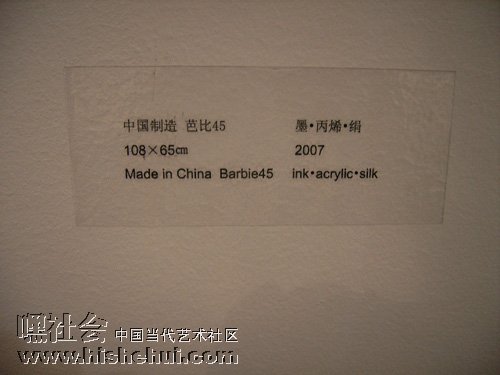 中国制造 芭比45 墨•丙烯•绢
108×65㎝ 2007
Made in China Barbie45 ink•acrylic•silk
嘿社会 中国当代艺术社区
www.hishehui.com